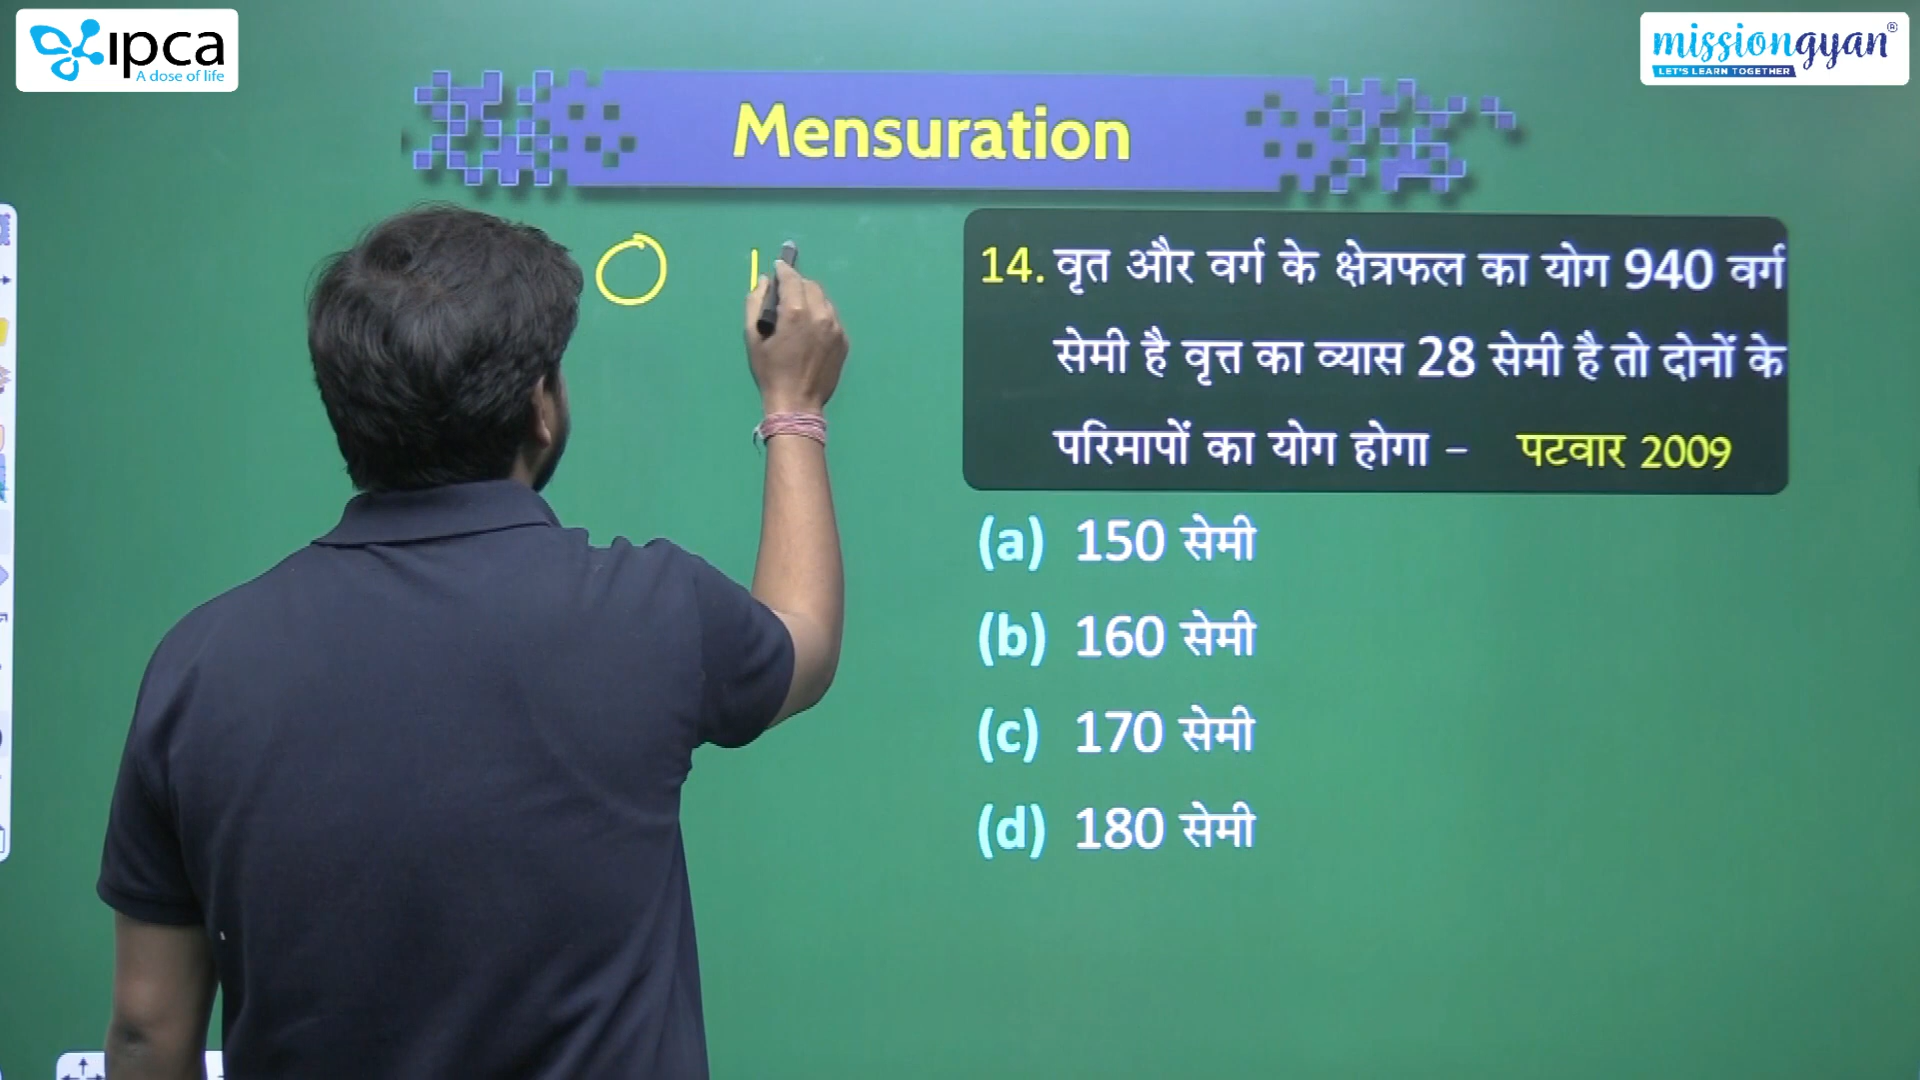 ipca
A dose of life
missiongyan®
LET'S LEARN TOGETHER
Mensuration
14. वृत और वर्ग के क्षेत्रफल का योग 940 वर्ग
सेमी है वृत्त का व्यास 28 सेमी है तो दोनों के
परिमापों का योग होगा – पटवार 2009
(a) 150 सेमी
(b) 160 सेमी
(c) 170 सेमी
(d) 180 सेमी